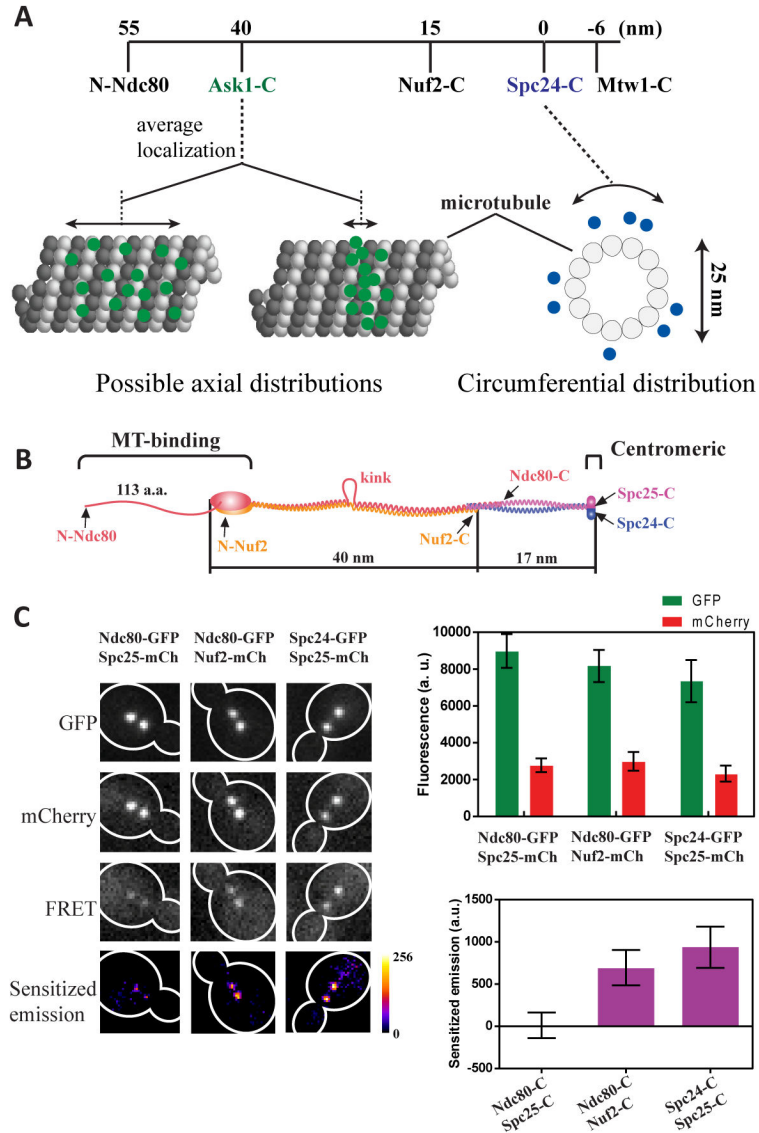 A
55 40 15 0 -6 (nm)
N-Ndc80 Ask1-C Nuf2-C Spc24-C Mtw1-C
average
localization
microtubule
25 nm
Possible axial distributions
Circumferential distribution
B
MT-binding
Centromeric
113 a.a.
kink
Ndc80-C
Spc25-C
N-Ndc80
N-Nuf2
Nuf2-C
Spc24-C
40 nm
17 nm
C
Ndc80-GFP Ndc80-GFP Spc24-GFP
Spc25-mCh Nuf2-mCh Spc25-mCh
GFP
mCherry
FRET
Sensitized
emission
256
0
GFP
mCherry
Fluorescence (a. u.)
10000
8000
6000
4000
2000
0
Ndc80-GFP Ndc80-GFP Spc24-GFP
Spc25-mCh Nuf2-mCh Spc25-mCh
Sensitized emission (a.u.)
1500
1000
500
0
-500
Ndc80-C
Spc25-C
Ndc80-C
Nuf2-C
Spc24-C
Spc25-C